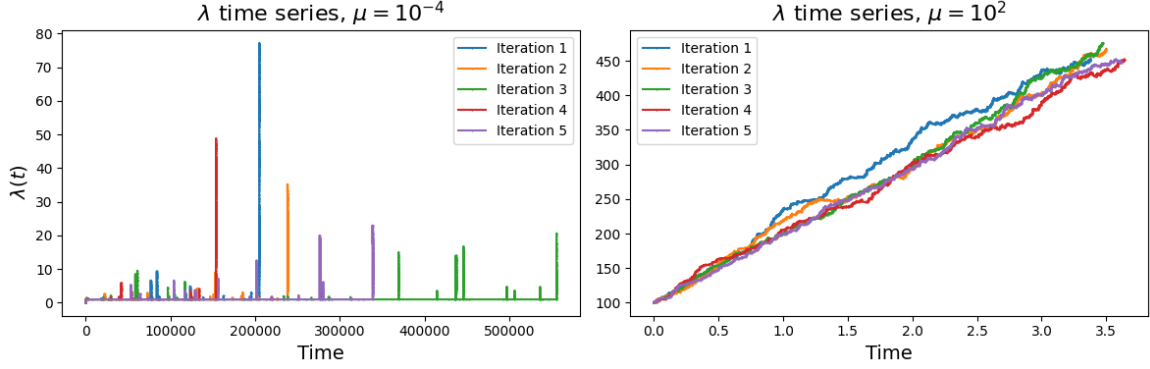 λ time series, μ = 10⁻⁴
80
70
60
50
40
30
20
10
0
λ(t)
Iteration 1
Iteration 2
Iteration 3
Iteration 4
Iteration 5
0 100000 200000 300000 400000 500000
Time
λ time series, μ = 10²
450
400
350
300
250
200
150
100
Iteration 1
Iteration 2
Iteration 3
Iteration 4
Iteration 5
0.0 0.5 1.0 1.5 2.0 2.5 3.0 3.5
Time